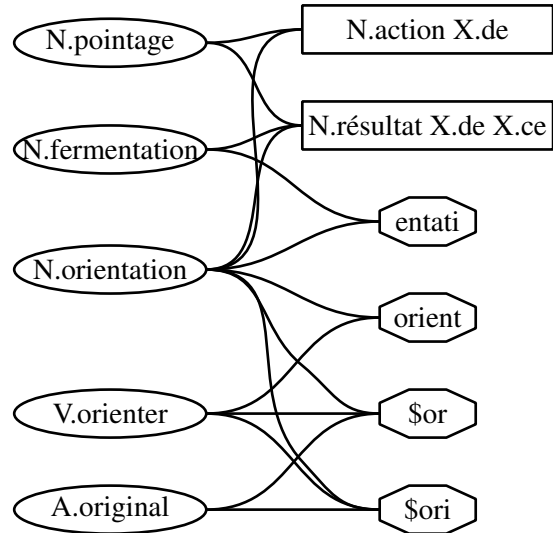 N.pointage
N.action X.de
N.résultat X.de X.ce
N.fermentation
entati
N.orientation
orient
V.orienter
$or
A.original
$ori